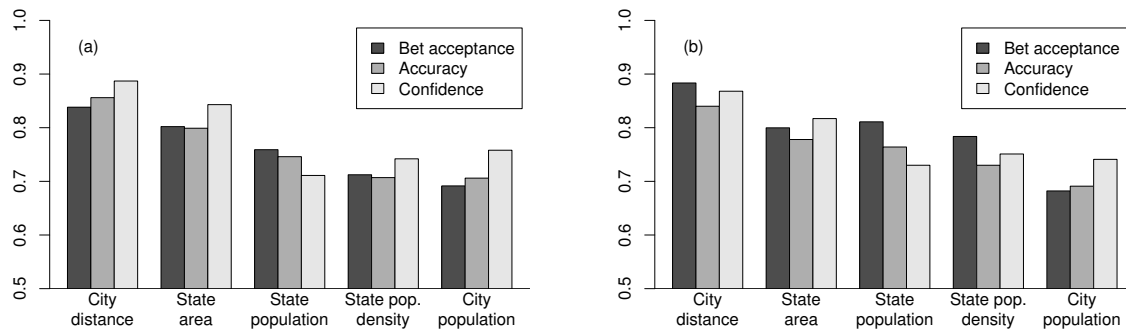 1.0
0.9
0.8
0.7
0.6
0.5
(a)
Bet acceptance
Accuracy
Confidence
City
distance
State
area
State
population
State pop.
density
City
population
1.0
0.9
0.8
0.7
0.6
0.5
(b)
Bet acceptance
Accuracy
Confidence
City
distance
State
area
State
population
State pop.
density
City
population